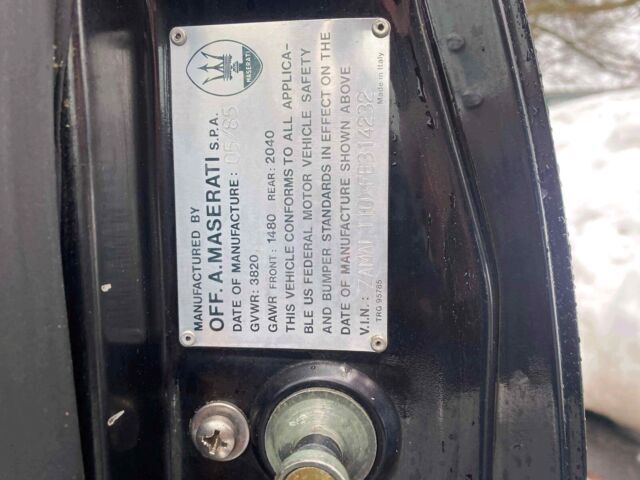 MASERATI
MANUFACTURED BY
OFF. A. MASERATI S.P.A.
DATE OF MANUFACTURE: 05/85
GVWR: 3820
GAWR FRONT: 1480 REAR: 2040
THIS VEHICLE CONFORMS TO ALL APPLICA-
BLE US FEDERAL MOTOR VEHICLE SAFETY
AND BUMPER STANDARDS IN EFFECT ON THE
DATE OF MANUFACTURE SHOWN ABOVE
V.I.N.:
TRG 95765 Made in Italy